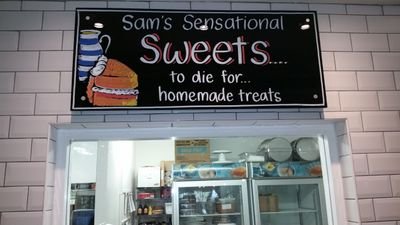 Sam's Sensational
Sweets....
to die for...
homemade treats